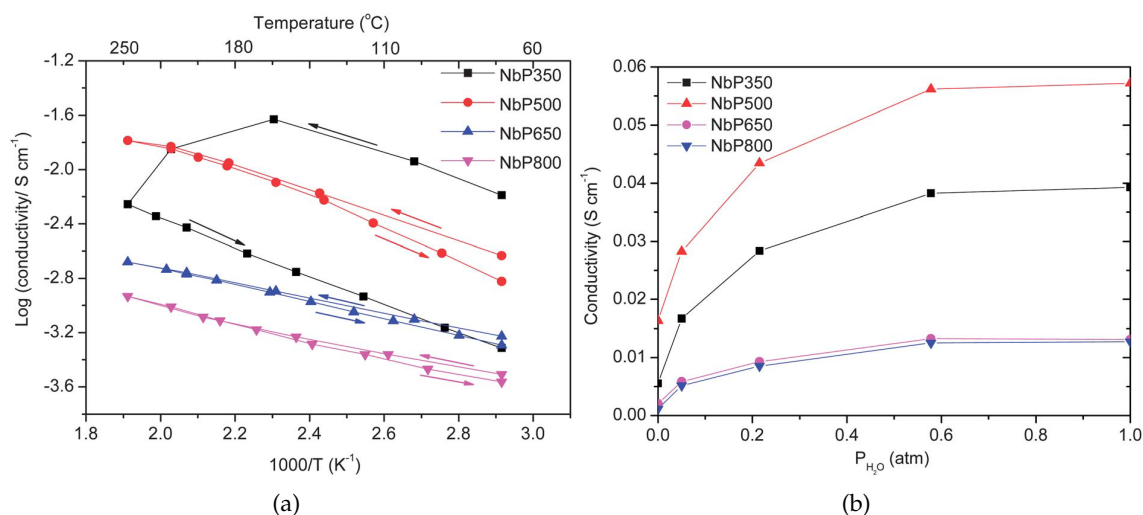 Temperature (°C)
250 180 110 60
-1.2
-1.6
-2.0
-2.4
-2.8
-3.2
-3.6
Log (conductivity/ S cm⁻¹)
NbP350
NbP500
NbP650
NbP800
1.8 2.0 2.2 2.4 2.6 2.8 3.0
1000/T (K⁻¹)
(a)
0.06
0.05
0.04
0.03
0.02
0.01
0.00
Conductivity (S cm⁻¹)
NbP350
NbP500
NbP650
NbP800
0.0 0.2 0.4 0.6 0.8 1.0
P_H₂O (atm)
(b)